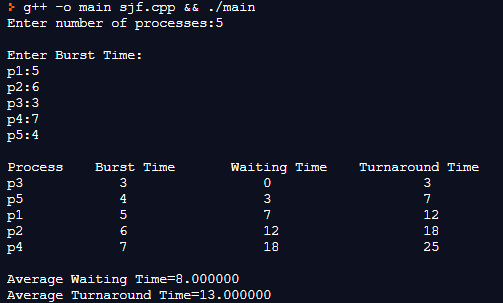 > g++ -o main sjf.cpp && ./main
Enter number of processes:5
Enter Burst Time:
p1:5
p2:6
p3:3
p4:7
p5:4
Process Burst Time Waiting Time Turnaround Time
p3 3 0 3
p5 4 3 7
p1 5 7 12
p2 6 12 18
p4 7 18 25
Average Waiting Time=8.000000
Average Turnaround Time=13.000000